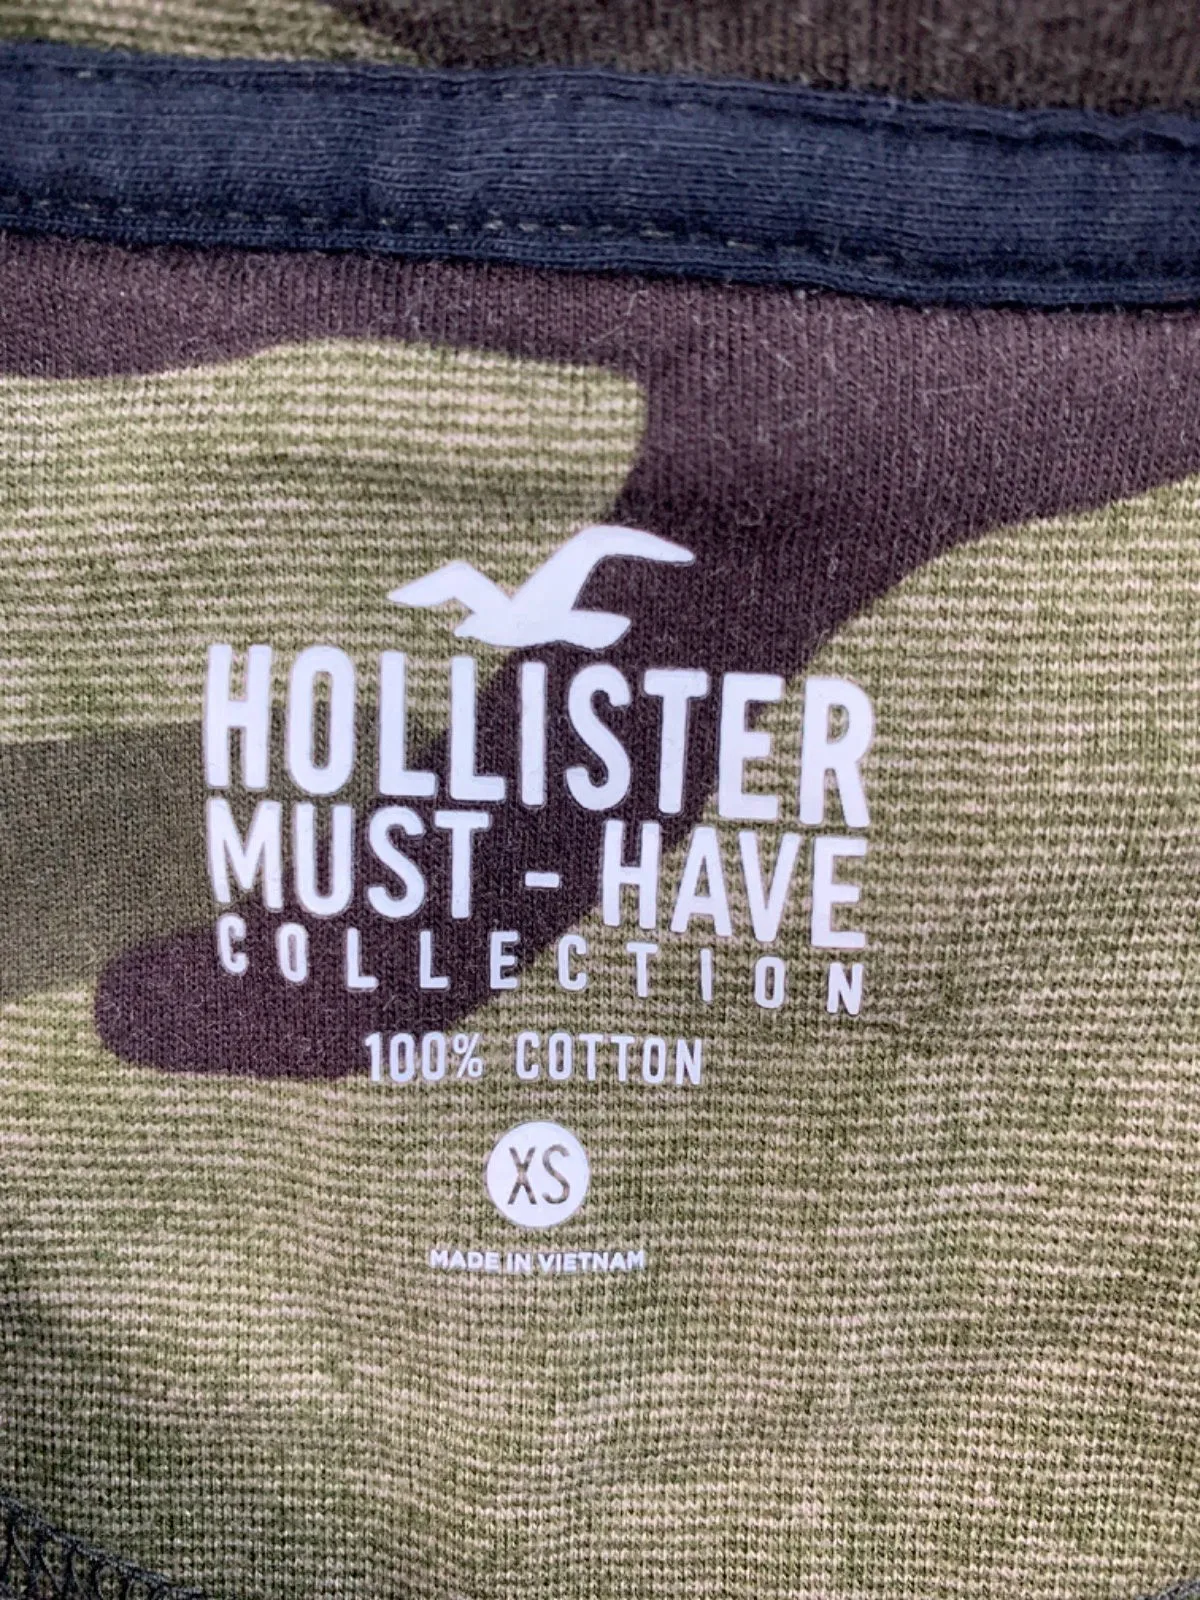 HOLLISTER
MUST - HAVE
COLLECTION
100% COTTON
XS
MADE IN VIETNAM